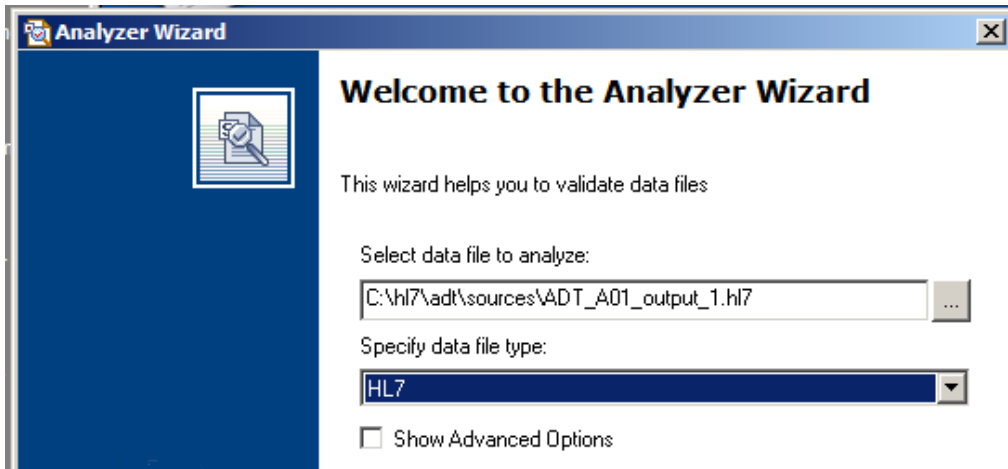 Analyzer Wizard
Welcome to the Analyzer Wizard
This wizard helps you to validate data files
Select data file to analyze:
C:\hl7\adt\sources\ADT_A01_output_1.hl7
...
Specify data file type:
HL7
Show Advanced Options